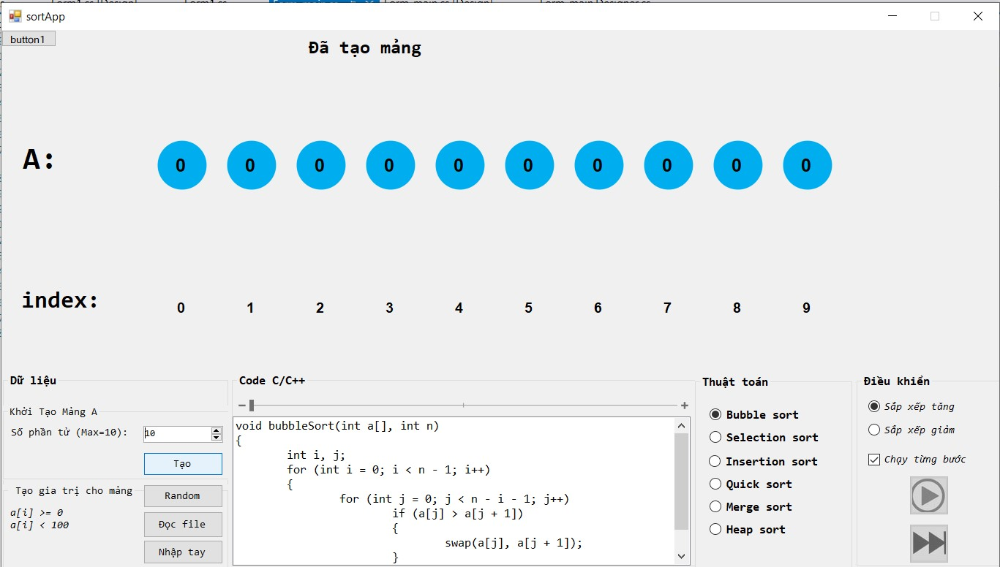 sortApp
button1
Đã tạo mảng
A:
0 0 0 0 0 0 0 0 0 0
index:
0 1 2 3 4 5 6 7 8 9
Dữ liệu
Khởi Tạo Mảng A
Số phần tử (Max=10):
10
Tạo
Tạo gia trị cho mảng
a[i] >= 0
a[i] < 100
Random
Đọc file
Nhập tay
Code C/C++
void bubbleSort(int a[], int n)
{
int i, j;
for (int i = 0; i < n - 1; i++)
{
for (int j = 0; j < n - i - 1; j++)
if (a[j] > a[j + 1])
{
swap(a[j], a[j + 1]);
}
Thuật toán
Bubble sort
Selection sort
Insertion sort
Quick sort
Merge sort
Heap sort
Điều khiển
Sắp xếp tăng
Sắp xếp giảm
Chạy từng bước